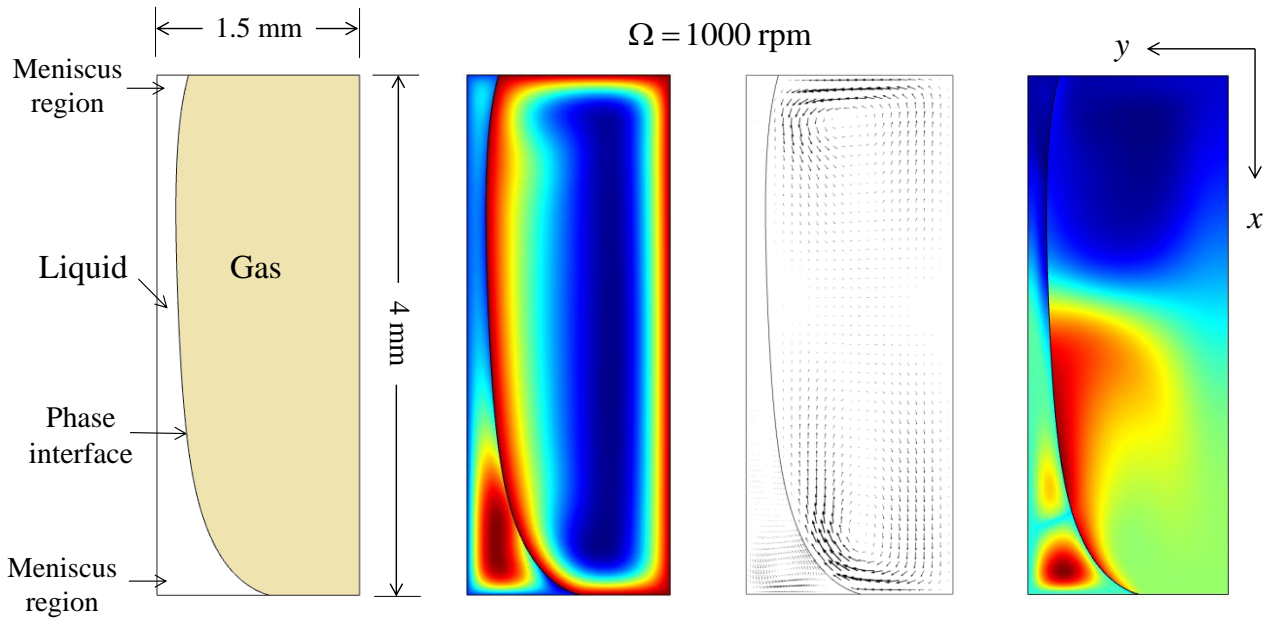 1.5 mm
Ω = 1000 rpm
y
x
Meniscus
region
Liquid
Gas
4 mm
Phase
interface
Meniscus
region